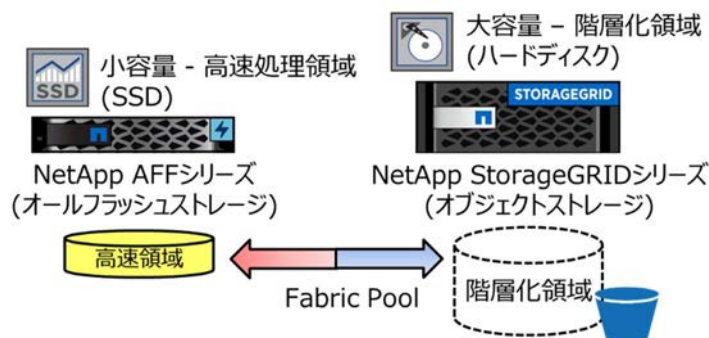 小容量 - 高速処理領域
(SSD)
SSD
NetApp AFFシリーズ
(オールフラッシュストレージ)
高速領域
大容量 – 階層化領域
(ハードディスク)
STORAGEGRID
NetApp StorageGRIDシリーズ
(オブジェクトストレージ)
Fabric Pool
階層化領域